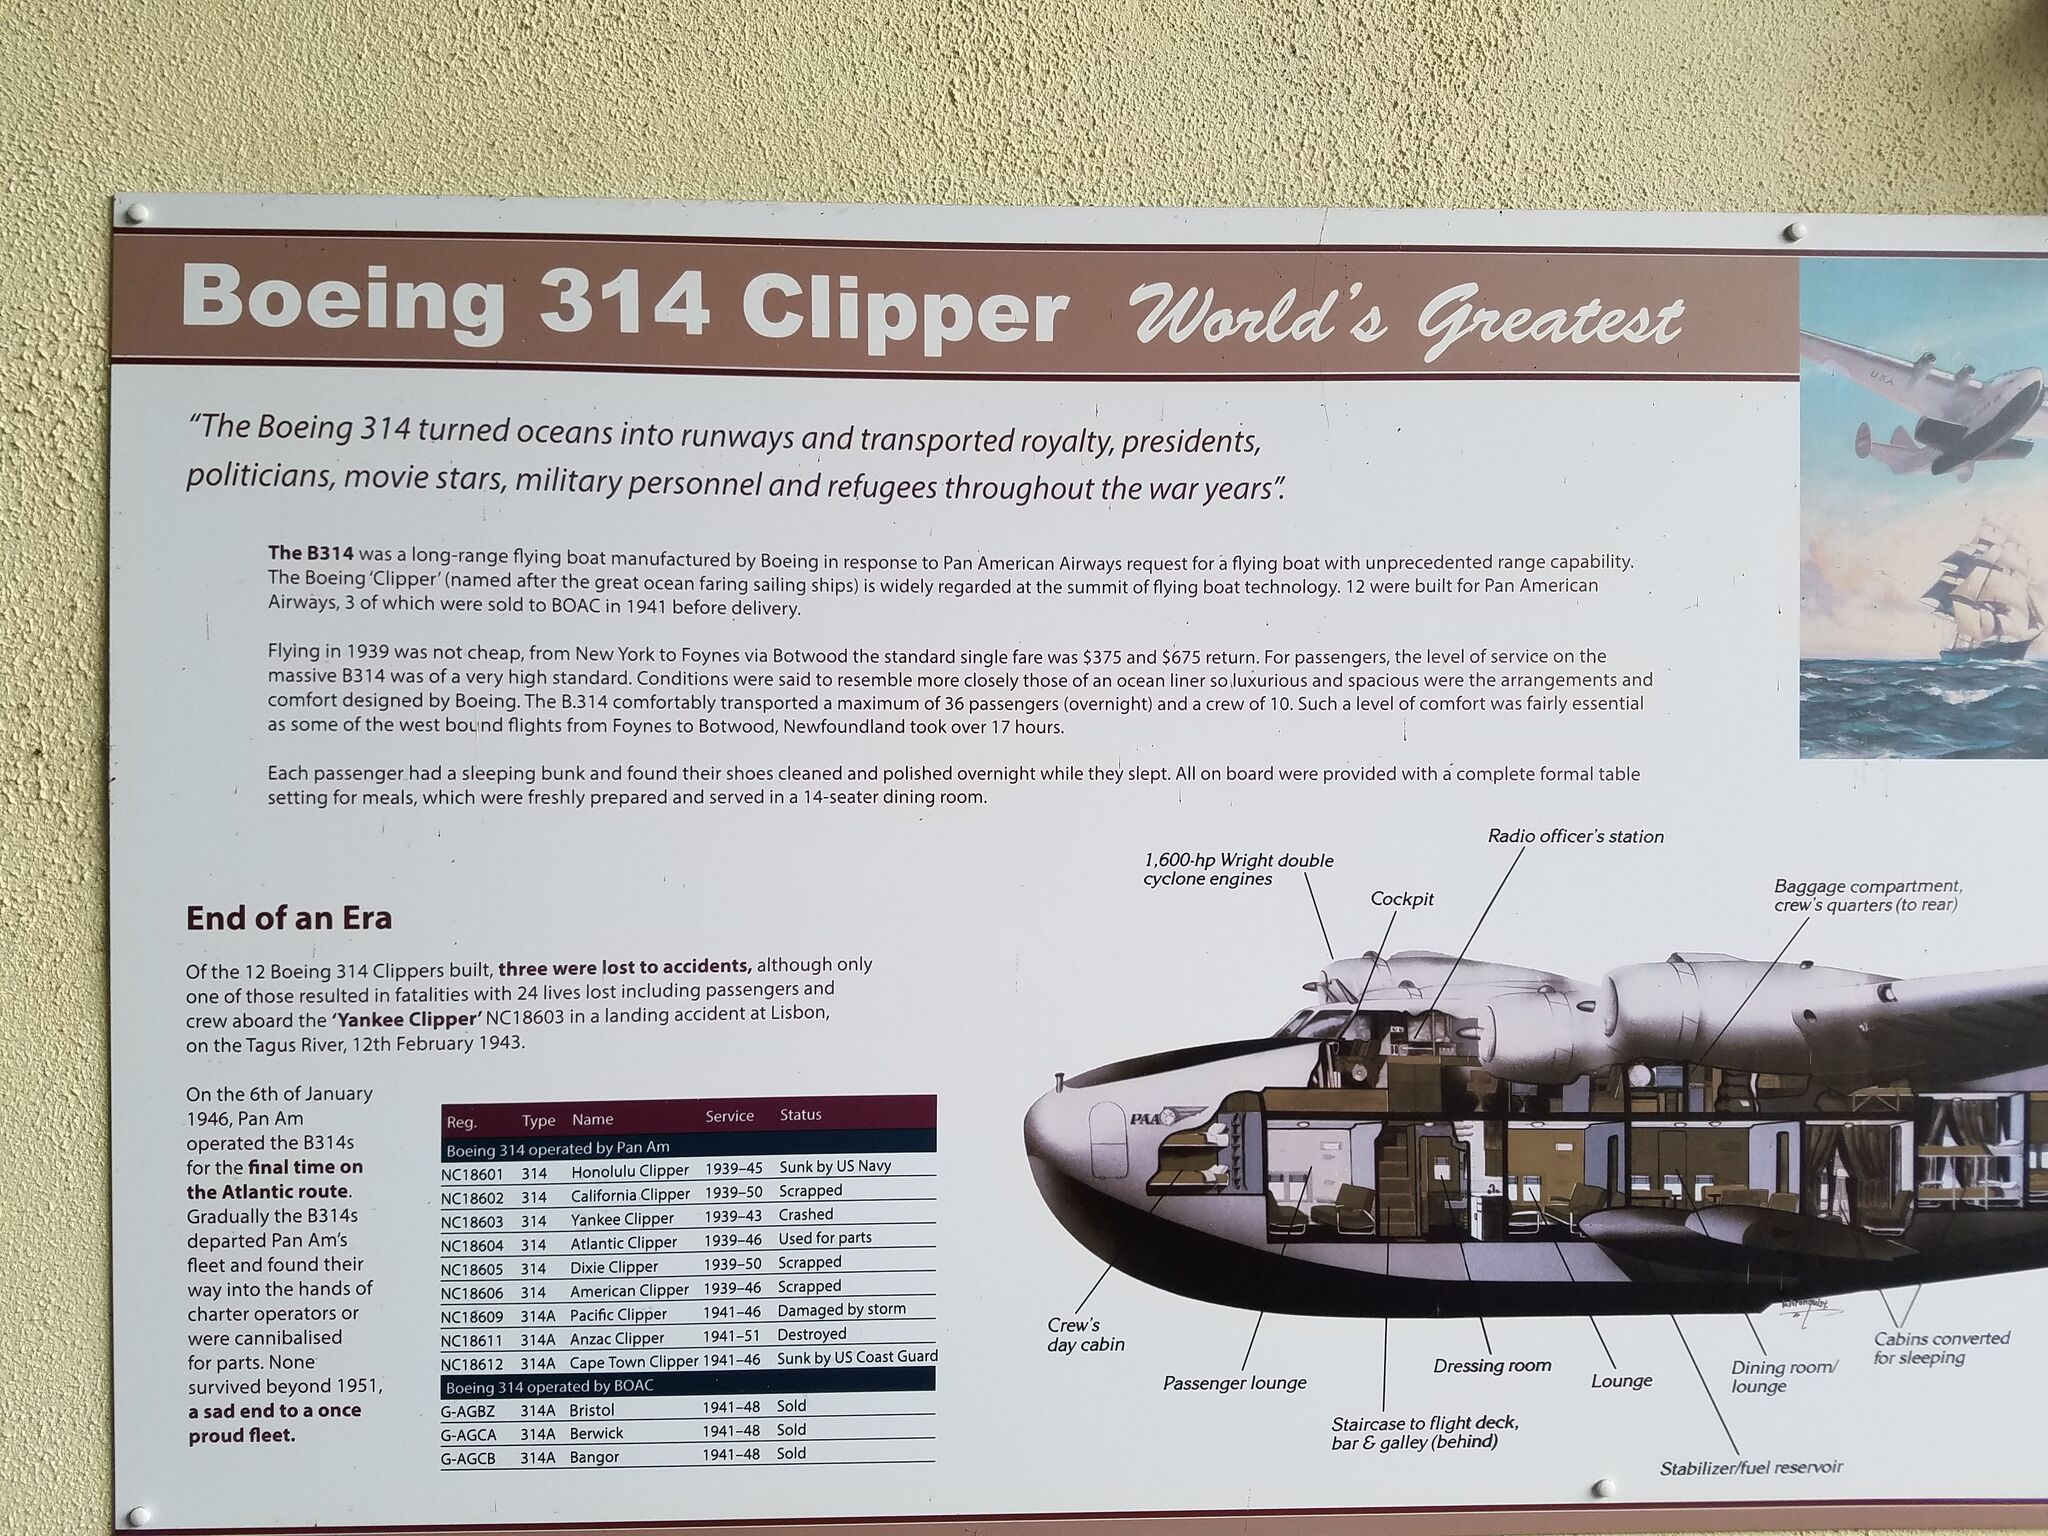 Boeing 314 Clipper World's Greatest
USA
"The Boeing 314 turned oceans into runways and transported royalty, presidents,
politicians, movie stars, military personnel and refugees throughout the war years".
The B314 was a long-range flying boat manufactured by Boeing in response to Pan American Airways request for a flying boat with unprecedented range capability.
The Boeing 'Clipper' (named after the great ocean faring sailing ships) is widely regarded at the summit of flying boat technology. 12 were built for Pan American
Airways, 3 of which were sold to BOAC in 1941 before delivery.
Flying in 1939 was not cheap, from New York to Foynes via Botwood the standard single fare was $375 and $675 return. For passengers, the level of service on the
massive B314 was of a very high standard. Conditions were said to resemble more closely those of an ocean liner so luxurious and spacious were the arrangements and
comfort designed by Boeing. The B.314 comfortably transported a maximum of 36 passengers (overnight) and a crew of 10. Such a level of comfort was fairly essential
as some of the west bound flights from Foynes to Botwood, Newfoundland took over 17 hours.
Each passenger had a sleeping bunk and found their shoes cleaned and polished overnight while they slept. All on board were provided with a complete formal table
setting for meals, which were freshly prepared and served in a 14-seater dining room.
End of an Era
Of the 12 Boeing 314 Clippers built, three were lost to accidents, although only
one of those resulted in fatalities with 24 lives lost including passengers and
crew aboard the 'Yankee Clipper' NC18603 in a landing accident at Lisbon,
on the Tagus River, 12th February 1943.
On the 6th of January
1946, Pan Am
operated the B314s
for the final time on
the Atlantic route.
Gradually the B314s
departed Pan Am's
fleet and found their
way into the hands of
charter operators or
were cannibalised
for parts. None
survived beyond 1951,
a sad end to a once
proud fleet.
Reg. Type Name Service Status
Boeing 314 operated by Pan Am
NC18601 314 Honolulu Clipper 1939–45 Sunk by US Navy
NC18602 314 California Clipper 1939–50 Scrapped
NC18603 314 Yankee Clipper 1939–43 Crashed
NC18604 314 Atlantic Clipper 1939–46 Used for parts
NC18605 314 Dixie Clipper 1939–50 Scrapped
NC18606 314 American Clipper 1939–46 Scrapped
NC18609 314A Pacific Clipper 1941–46 Damaged by storm
NC18611 314A Anzac Clipper 1941–51 Destroyed
NC18612 314A Cape Town Clipper 1941–46 Sunk by US Coast Guard
Boeing 314 operated by BOAC
G-AGBZ 314A Bristol 1941–48 Sold
G-AGCA 314A Berwick 1941–48 Sold
G-AGCB 314A Bangor 1941–48 Sold
1,600-hp Wright double
cyclone engines
Cockpit
Radio officer's station
Baggage compartment,
crew's quarters (to rear)
PAA
Crew's
day cabin
Passenger lounge
Staircase to flight deck,
bar & galley (behind)
Dressing room
Lounge
Stabilizer/fuel reservoir
Dining room/
lounge
Cabins converted
for sleeping